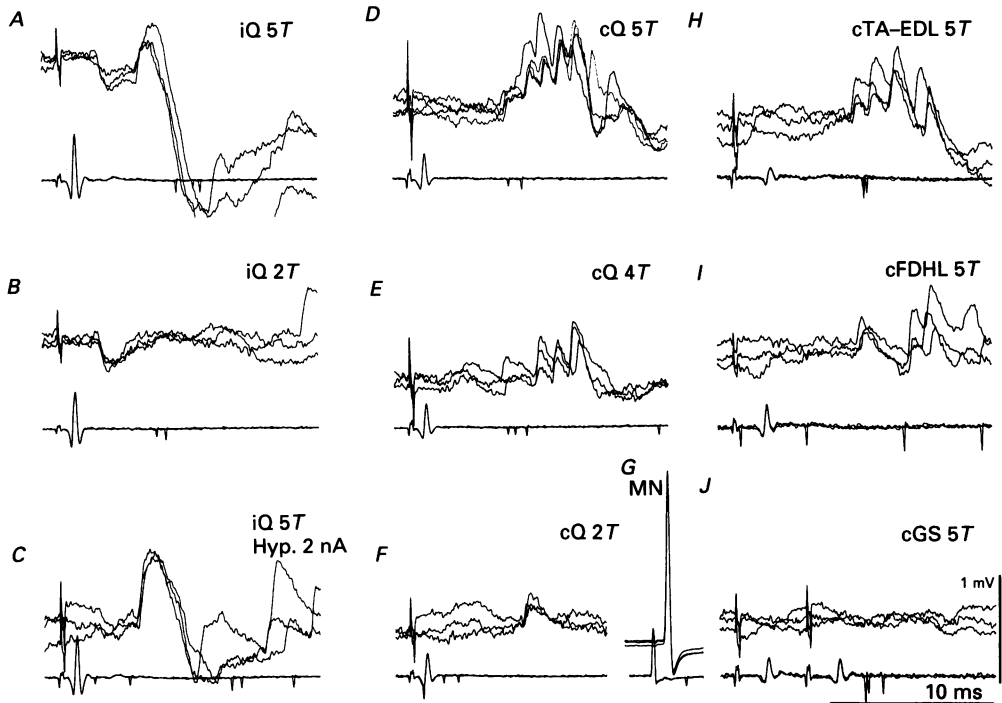 A
iQ 5T
D
cQ 5T
H
cTA–EDL 5T
B
iQ 2T
E
cQ 4T
I
cFDHL 5T
C
iQ 5T
Hyp. 2 nA
F
cQ 2T
G
MN
J
cGS 5T
1 mV
10 ms